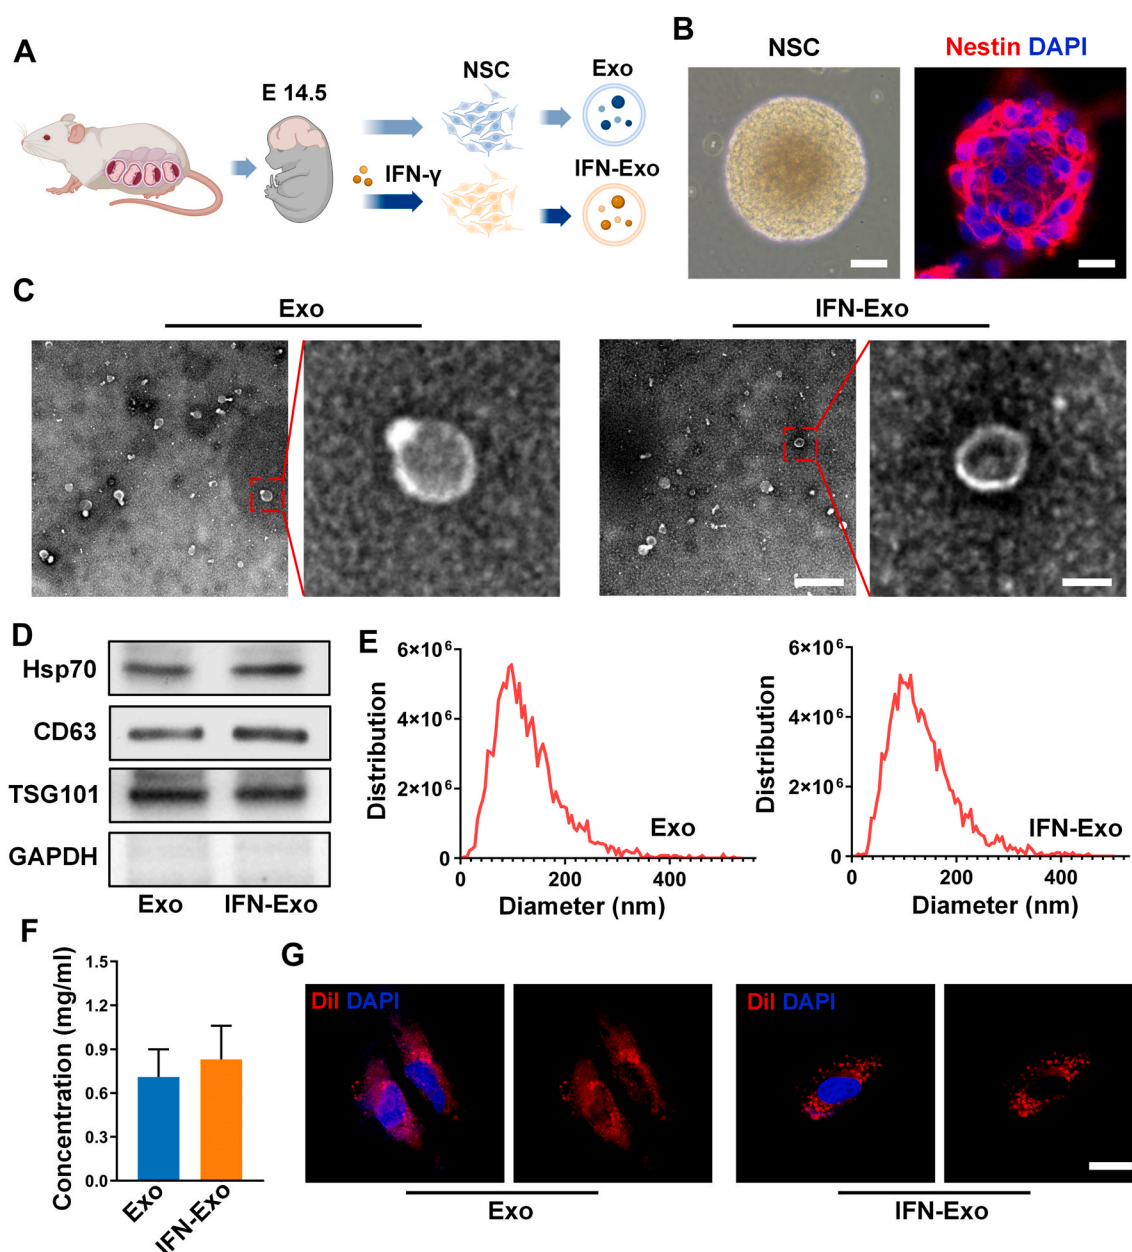 A
E 14.5
NSC
Exo
IFN-γ
IFN-Exo
B
NSC
Nestin DAPI
C
Exo
IFN-Exo
D
Hsp70
CD63
TSG101
GAPDH
Exo IFN-Exo
E
Distribution
6×10⁶
4×10⁶
2×10⁶
0
0 200 400
Diameter (nm)
Exo
Distribution
6×10⁶
4×10⁶
2×10⁶
0
0 200 400
Diameter (nm)
IFN-Exo
F
Concentration (mg/ml)
1.5
1.2
0.9
0.6
0.3
0.0
Exo
IFN-Exo
G
Dil DAPI
Dil DAPI
Exo
IFN-Exo